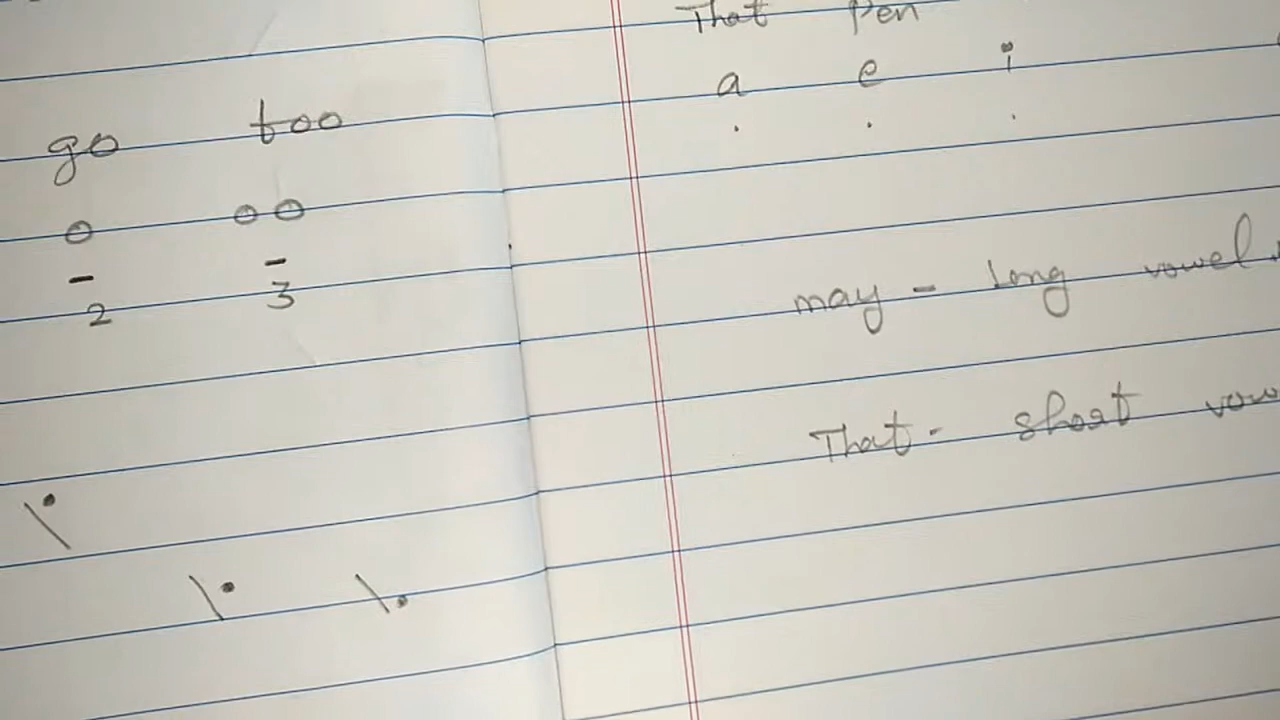 go too
o oo
- -
2 3
That Pen
a e i
. . .
may - long vowel
That - short